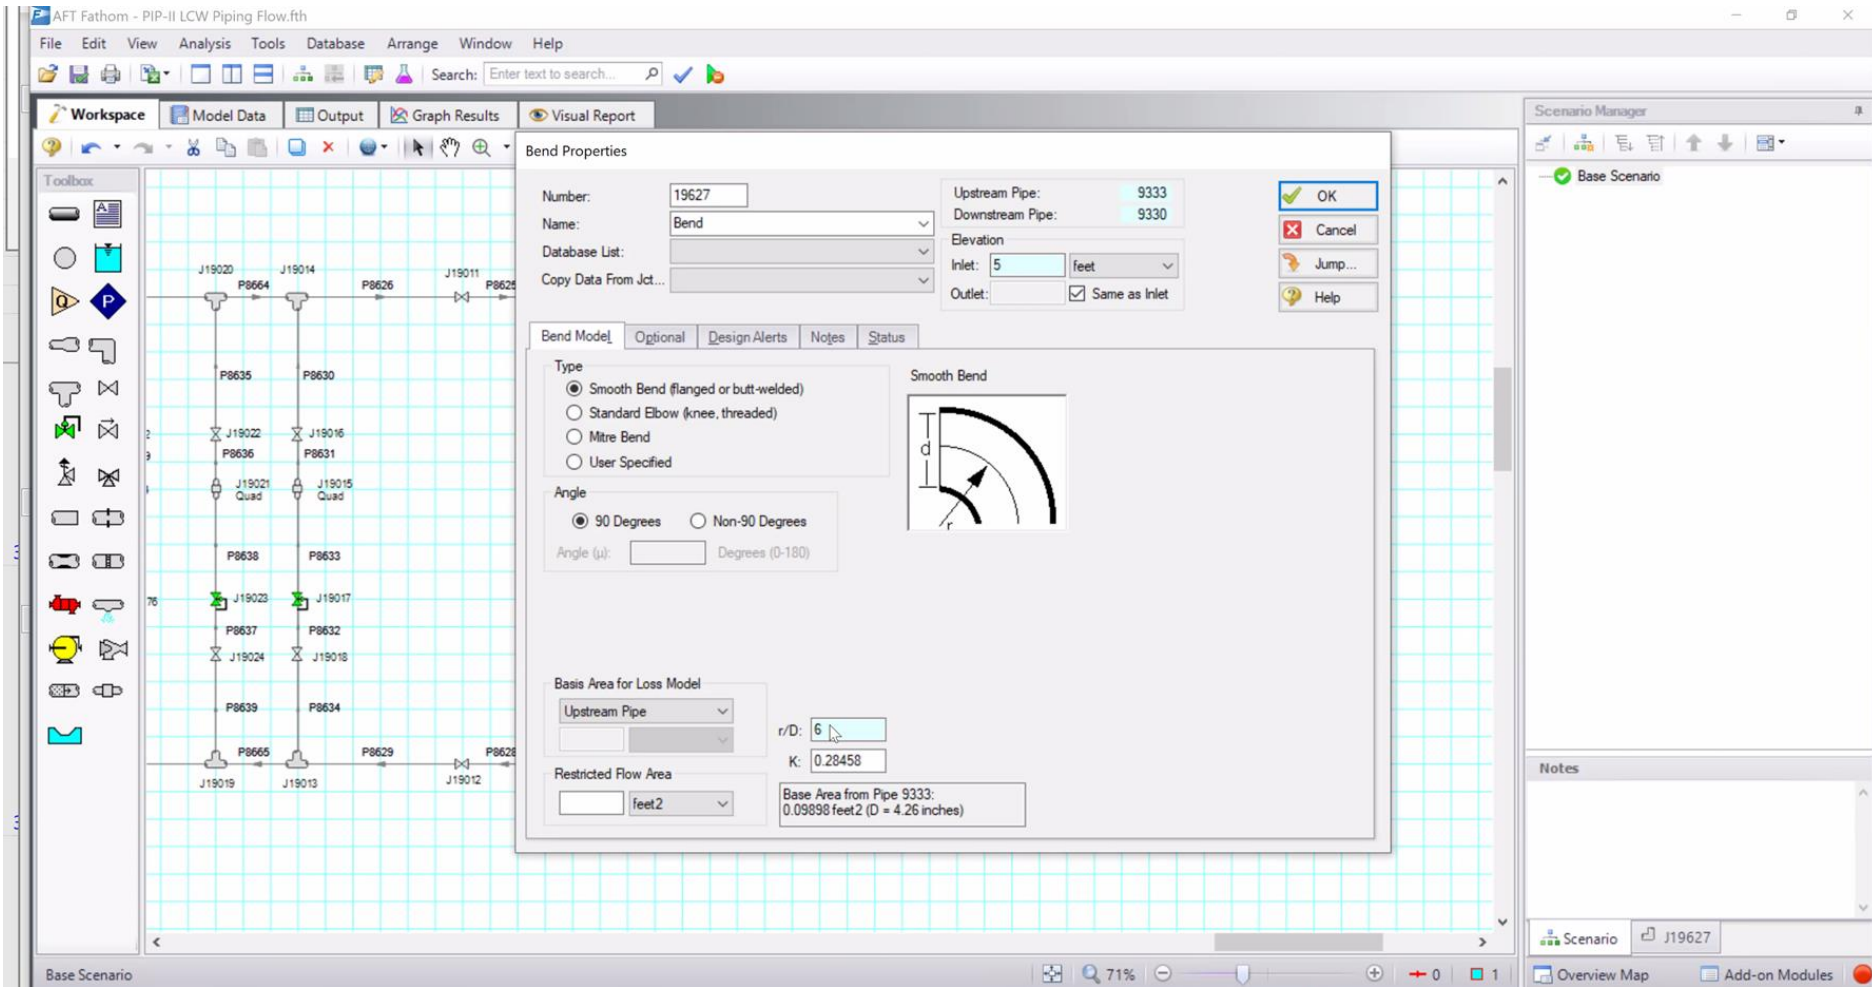 AFT Fathom - PIP-II LCW Piping Flow.fth
File Edit View Analysis Tools Database Arrange Window Help
Search: Enter text to search...
Workspace Model Data Output Graph Results Visual Report
Scenario Manager
Toolbox
Base Scenario
Bend Properties
Number: 19627
Name: Bend
Database List:
Copy Data From Jct...
Upstream Pipe: 9333
Downstream Pipe: 9330
Elevation
Inlet: 5 feet
Outlet: Same as Inlet
OK
Cancel
Jump...
Help
Bend Model Optional Design Alerts Notes Status
Type
Smooth Bend (flanged or butt-welded)
Standard Elbow (knee, threaded)
Mitre Bend
User Specified
Smooth Bend
d
r
Angle
90 Degrees Non-90 Degrees
Angle (µ): Degrees (0-180)
Basis Area for Loss Model
Upstream Pipe
r/D: 6
K: 0.28458
Restricted Flow Area
feet2
Base Area from Pipe 9333:
0.09898 feet2 (D = 4.26 inches)
J19020 J19014 J19011
P8664 P8626 P8625
P8635 P8630
J19022 J19016
P8636 P8631
J19021 J19015
Quad Quad
P8638 P8633
76 J19023 J19017
P8637 P8632
J19024 J19018
P8639 P8634
P8665 P8629 P8628
J19019 J19013 J19012
Notes
Scenario J19627
Base Scenario 71% 0 1 Overview Map Add-on Modules